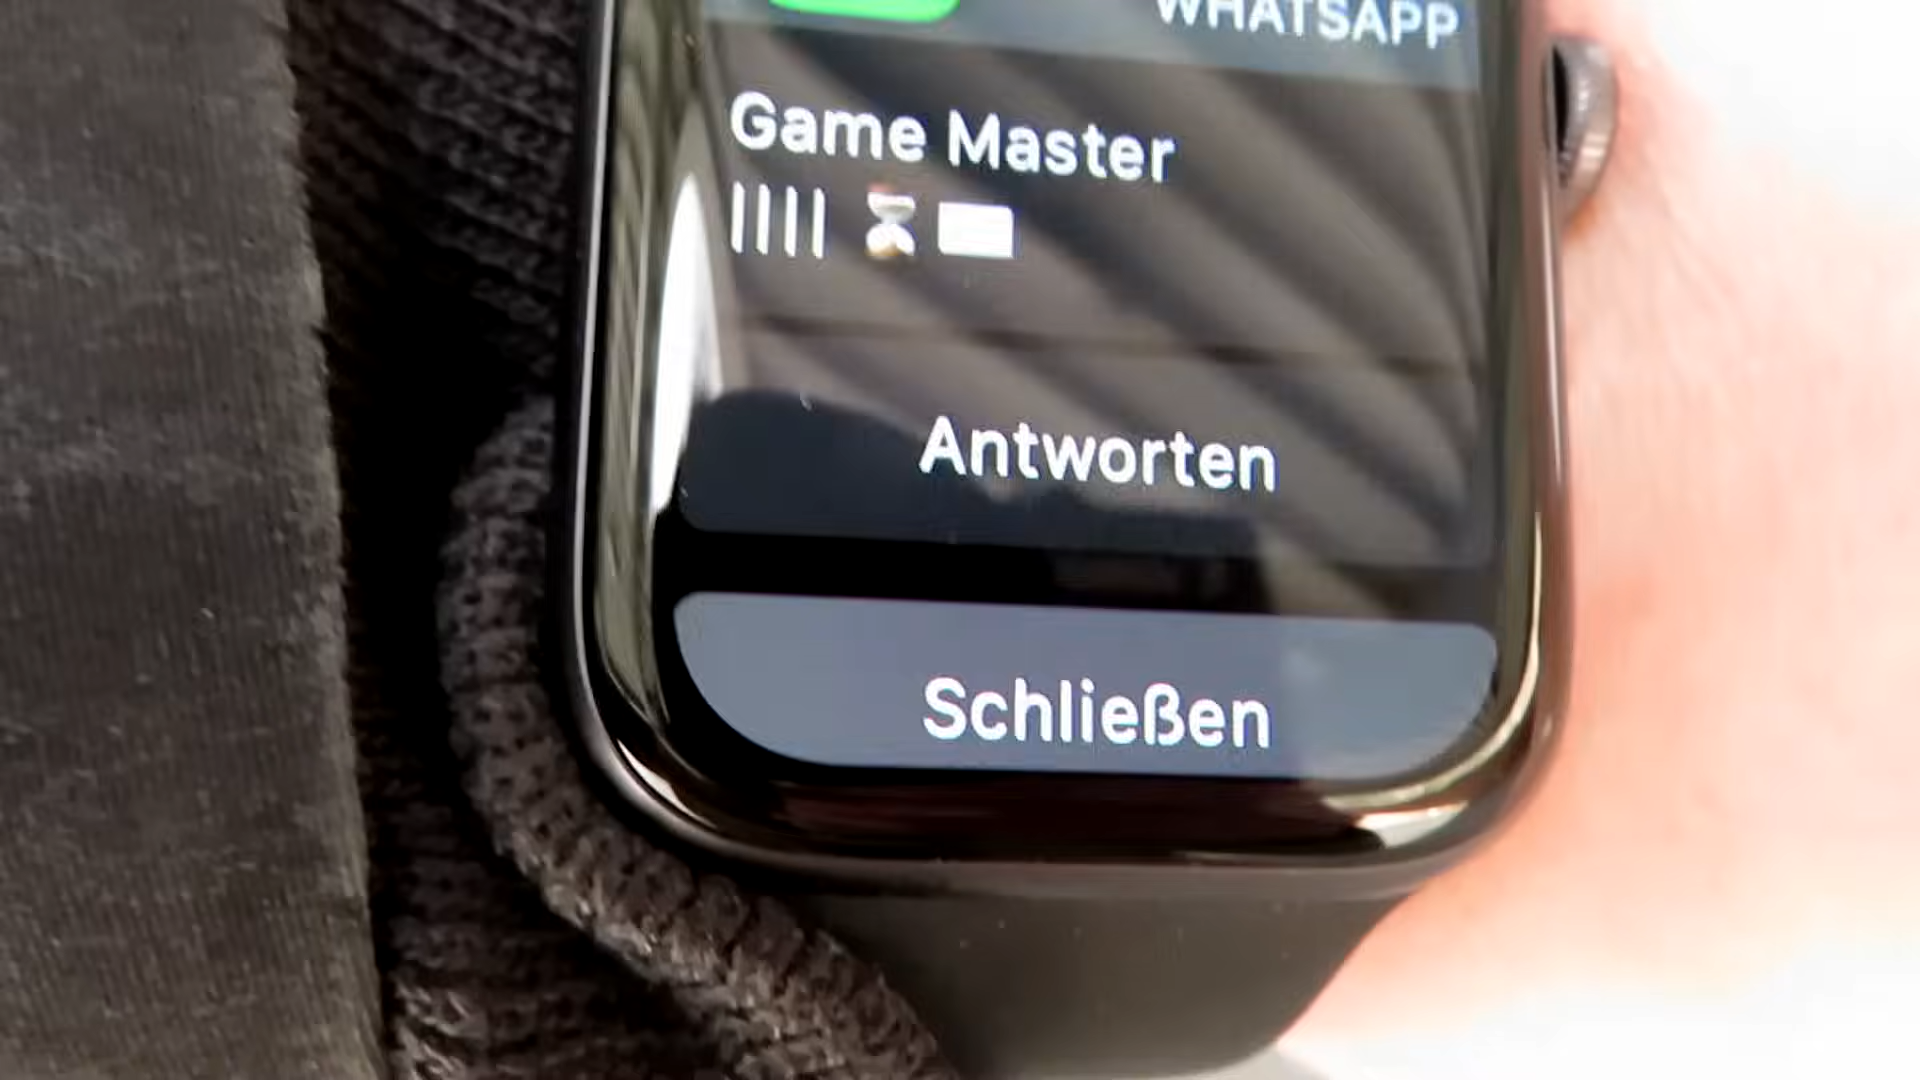 WHATSAPP
Game Master
|||| ⏳
Antworten
Schließen